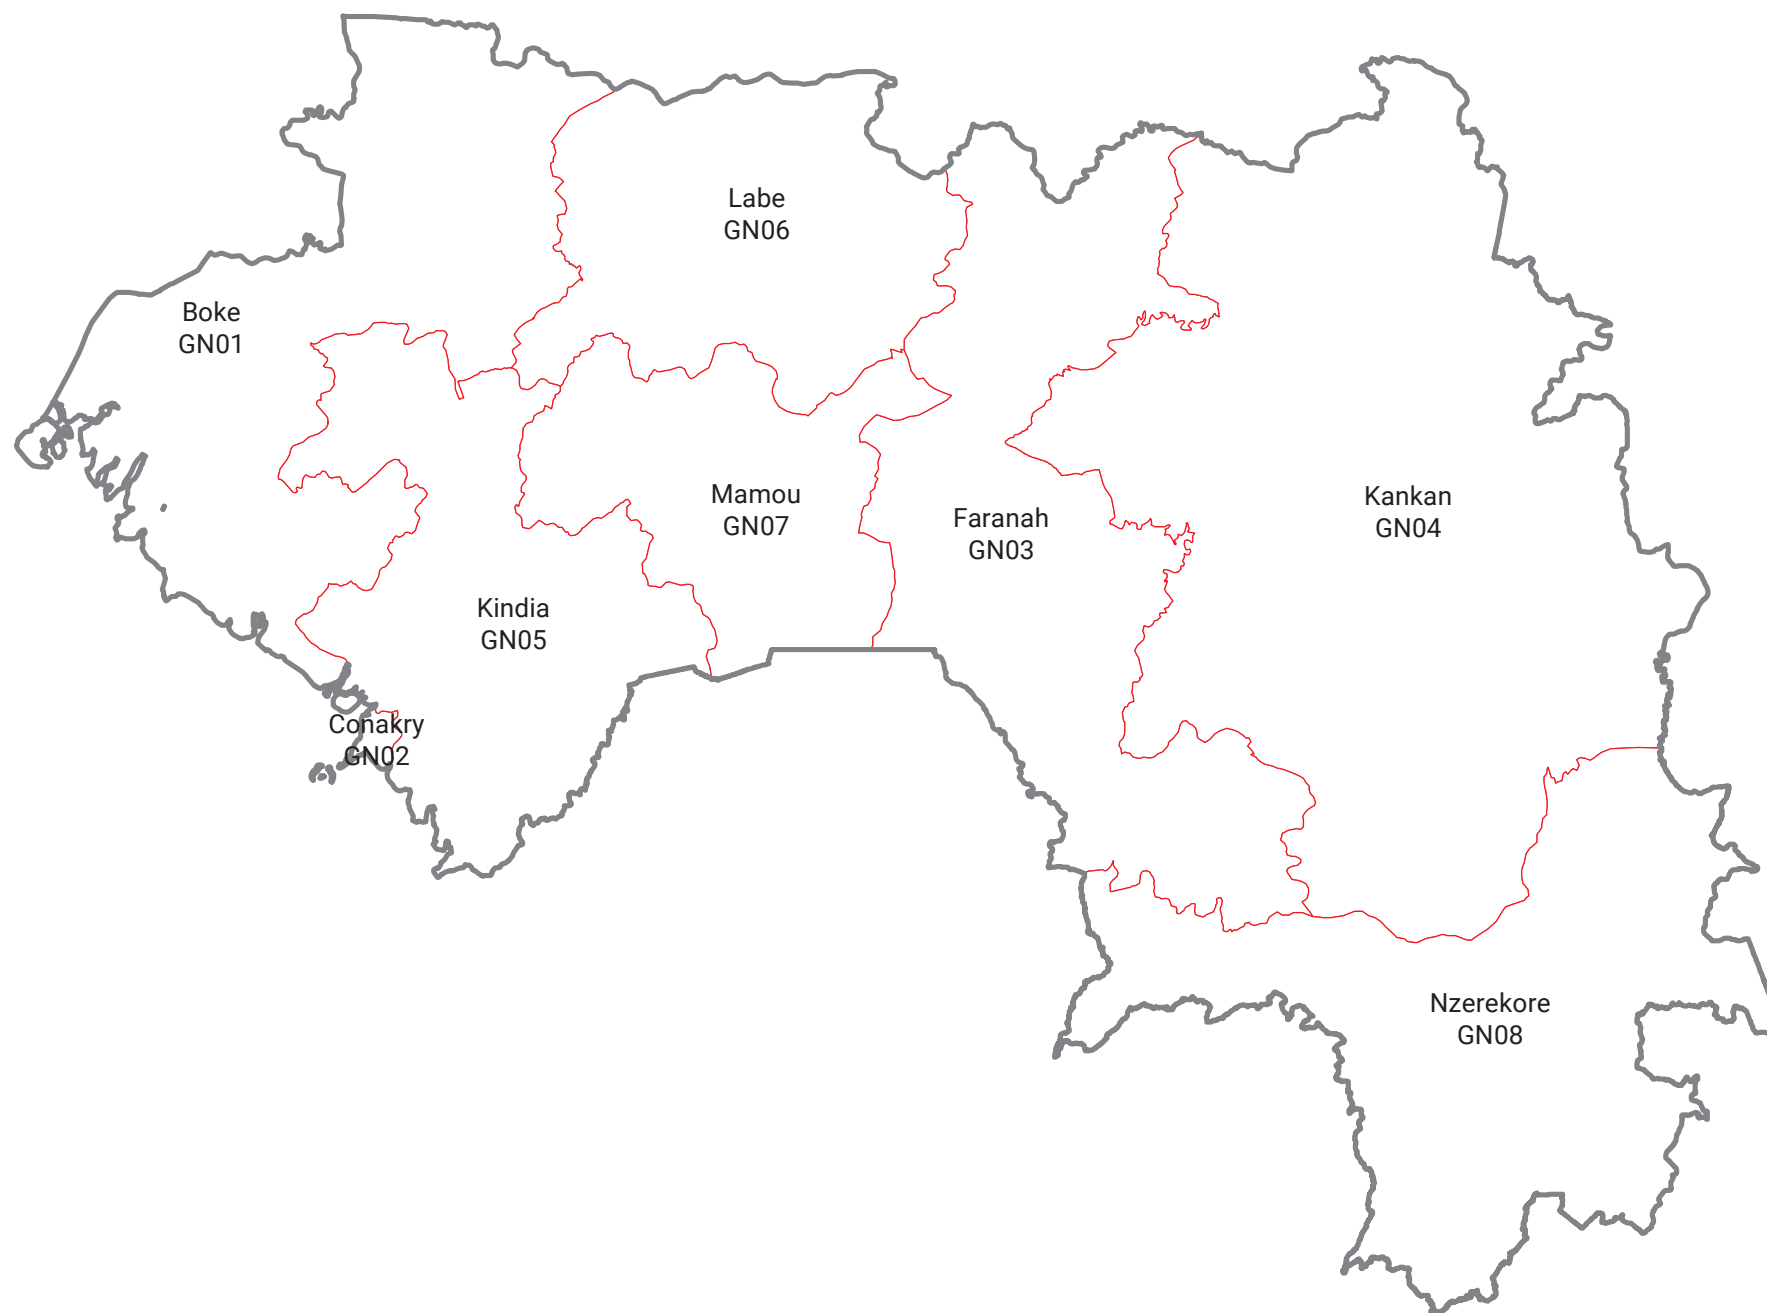 Labe
GN06
Boke
GN01
Mamou
GN07
Kankan
GN04
Faranah
GN03
Kindia
GN05
Conakry
GN02
Nzerekore
GN08